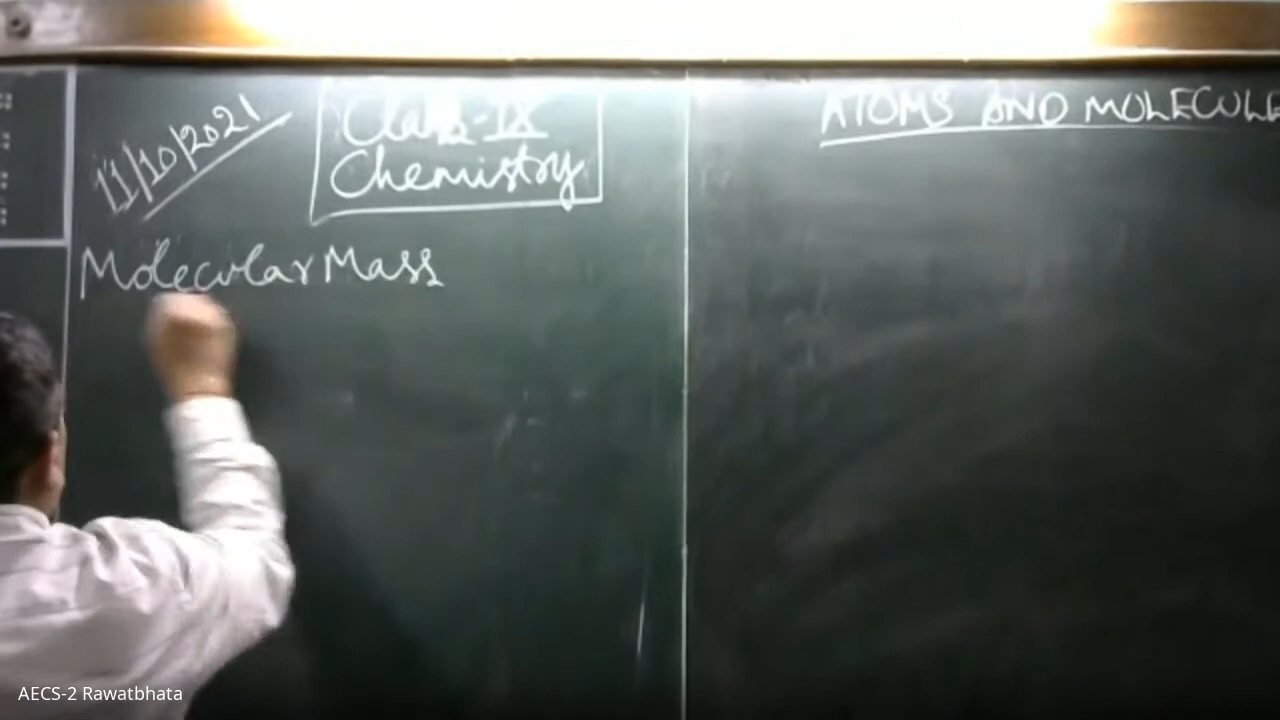 11/10/2021
Class-IX
Chemistry
ATOMS AND MOLECULE
Molecular Mass
AECS-2 Rawatbhata